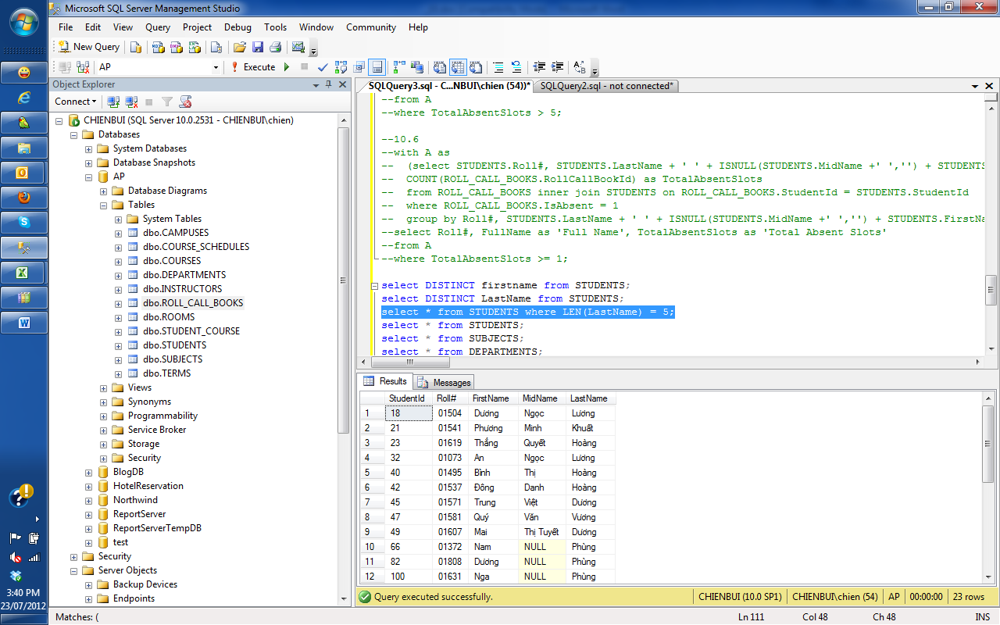 Microsoft SQL Server Management Studio
File Edit View Query Project Debug Tools Window Community Help
New Query
AP Execute
Object Explorer
Connect
CHIENBUI (SQL Server 10.0.2531 - CHIENBUI\chien)
Databases
System Databases
Database Snapshots
AP
Database Diagrams
Tables
System Tables
dbo.CAMPUSES
dbo.COURSE_SCHEDULES
dbo.COURSES
dbo.DEPARTMENTS
dbo.INSTRUCTORS
dbo.ROLL_CALL_BOOKS
dbo.ROOMS
dbo.STUDENT_COURSE
dbo.STUDENTS
dbo.SUBJECTS
dbo.TERMS
Views
Synonyms
Programmability
Service Broker
Storage
Security
BlogDB
HotelReservation
Northwind
ReportServer
ReportServerTempDB
test
Security
Server Objects
Backup Devices
Endpoints
SQLQuery3.sql - C...NBUI\chien (54))* SQLQuery2.sql - not connected*
--from A
--where TotalAbsentSlots > 5;
--10.6
--with A as
-- (select STUDENTS.Roll#, STUDENTS.LastName + ' ' + ISNULL(STUDENTS.MidName +' ','') + STUDENTS
-- COUNT(ROLL_CALL_BOOKS.RollCallBookId) as TotalAbsentSlots
-- from ROLL_CALL_BOOKS inner join STUDENTS on ROLL_CALL_BOOKS.StudentId = STUDENTS.StudentId
-- where ROLL_CALL_BOOKS.IsAbsent = 1
-- group by Roll#, STUDENTS.LastName + ' ' + ISNULL(STUDENTS.MidName +' ','') + STUDENTS.FirstNa
--select Roll#, FullName as 'Full Name', TotalAbsentSlots as 'Total Absent Slots'
--from A
--where TotalAbsentSlots >= 1;
select DISTINCT firstname from STUDENTS;
select DISTINCT LastName from STUDENTS;
select * from STUDENTS where LEN(LastName) = 5;
select * from STUDENTS;
select * from SUBJECTS;
select * from DEPARTMENTS;
Results Messages
StudentId Roll# FirstName MidName LastName
1 18 01504 Dương Ngọc Lương
2 21 01541 Phương Minh Khuất
3 23 01619 Thắng Quyết Hoàng
4 32 01073 An Ngọc Lương
5 40 01495 Bình Thị Hoàng
6 42 01537 Đông Danh Hoàng
7 45 01571 Trung Việt Dương
8 47 01581 Quý Văn Vương
9 49 01607 Mai Thị Tuyết Dương
10 66 01372 Nam NULL Phùng
11 82 01808 Dương NULL Phùng
12 100 01631 Nga NULL Phùng
Query executed successfully. CHIENBUI (10.0 SP1) CHIENBUI\chien (54) AP 00:00:00 23 rows
Matches: ( Ln 111 Col 48 Ch 48 INS
3:40 PM
23/07/2012